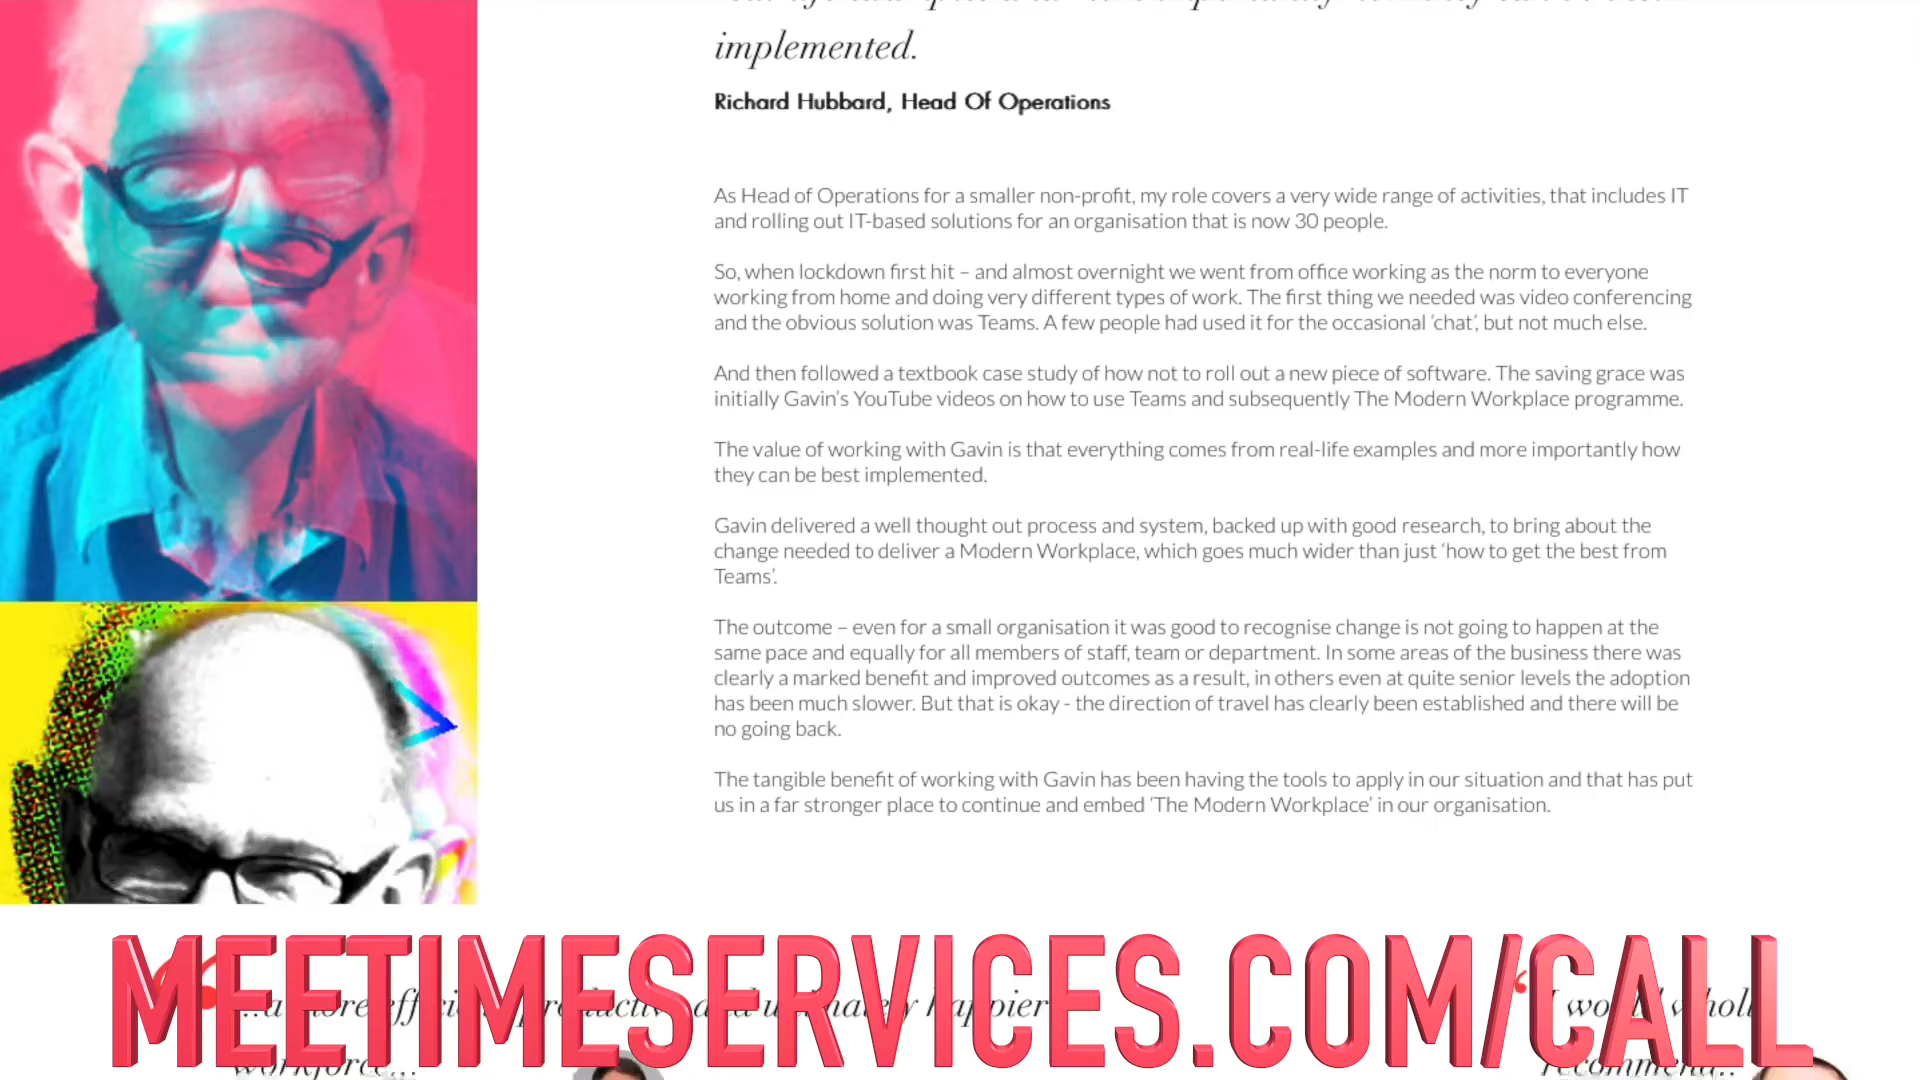 implemented.
Richard Hubbard, Head Of Operations
As Head of Operations for a smaller non-profit, my role covers a very wide range of activities, that includes IT
and rolling out IT-based solutions for an organisation that is now 30 people.
So, when lockdown first hit – and almost overnight we went from office working as the norm to everyone
working from home and doing very different types of work. The first thing we needed was video conferencing
and the obvious solution was Teams. A few people had used it for the occasional ‘chat’, but not much else.
And then followed a textbook case study of how not to roll out a new piece of software. The saving grace was
initially Gavin’s YouTube videos on how to use Teams and subsequently The Modern Workplace programme.
The value of working with Gavin is that everything comes from real-life examples and more importantly how
they can be best implemented.
Gavin delivered a well thought out process and system, backed up with good research, to bring about the
change needed to deliver a Modern Workplace, which goes much wider than just ‘how to get the best from
Teams’.
The outcome – even for a small organisation it was good to recognise change is not going to happen at the
same pace and equally for all members of staff, team or department. In some areas of the business there was
clearly a marked benefit and improved outcomes as a result, in others even at quite senior levels the adoption
has been much slower. But that is okay - the direction of travel has clearly been established and there will be
no going back.
The tangible benefit of working with Gavin has been having the tools to apply in our situation and that has put
us in a far stronger place to continue and embed ‘The Modern Workplace’ in our organisation.
MEETIMESERVICES.COM/CALL
happier
workforce...
“I would
recommend..